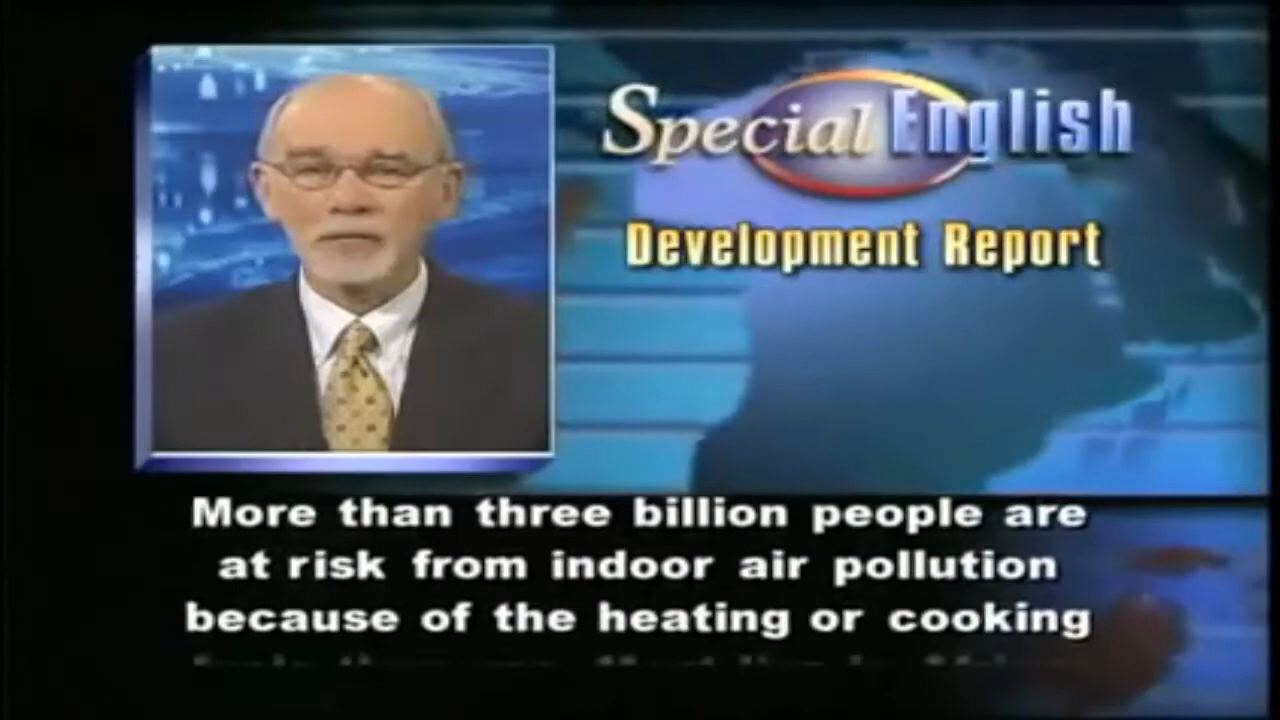 Special English
Development Report
More than three billion people are
at risk from indoor air pollution
because of the heating or cooking